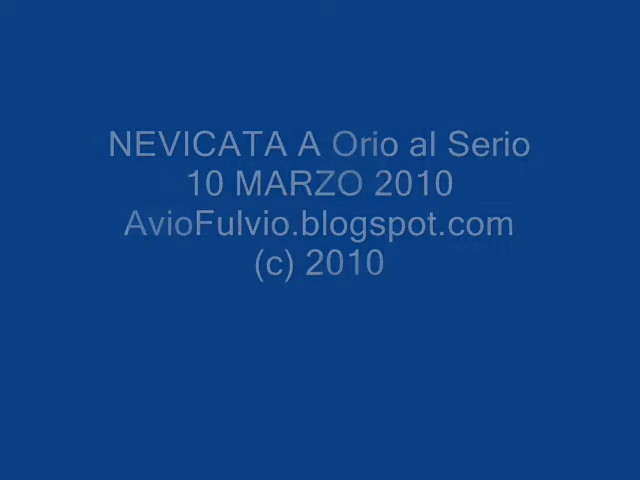 NEVICATA A Orio al Serio
10 MARZO 2010
AvioFulvio.blogspot.com
(c) 2010